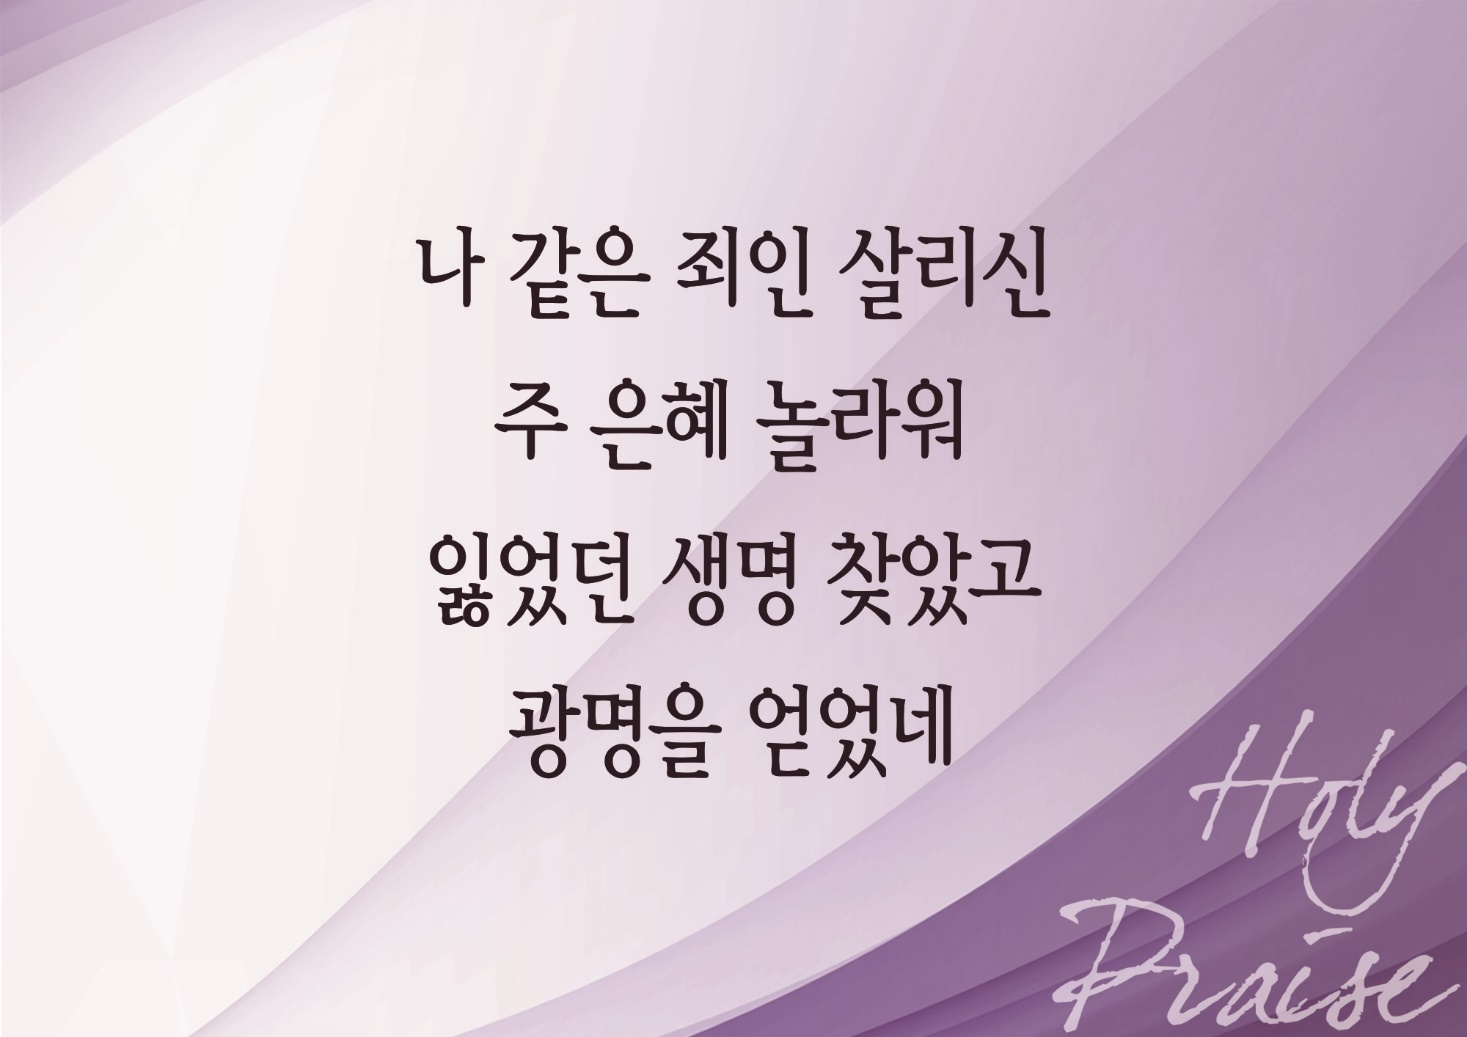 나 같은 죄인 살리신
주 은혜 놀라워
잃었던 생명 찾았고
광명을 얻었네
Holy
Praise